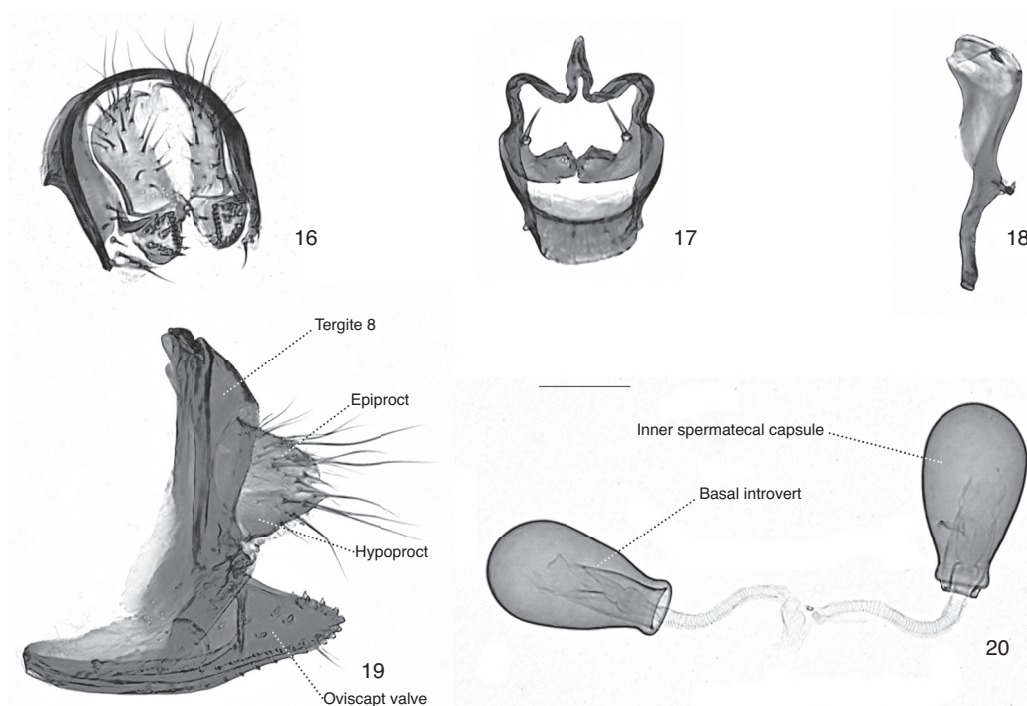 16
17
18
Tergite 8
Epiproct
Hypoproct
19
Oviscapt valve
Inner spermatecal capsule
Basal introvert
20